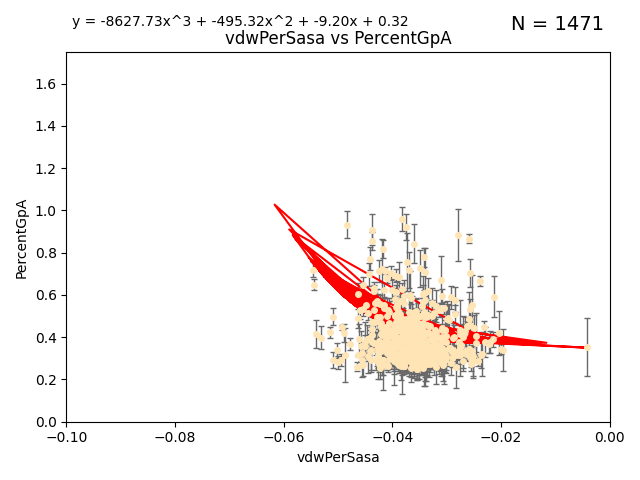 y = -8627.73x^3 + -495.32x^2 + -9.20x + 0.32
N = 1471
vdwPerSasa vs PercentGpA
1.6
1.4
1.2
1.0
0.8
0.6
0.4
0.2
0.0
PercentGpA
−0.10 −0.08 −0.06 −0.04 −0.02 0.00
vdwPerSasa